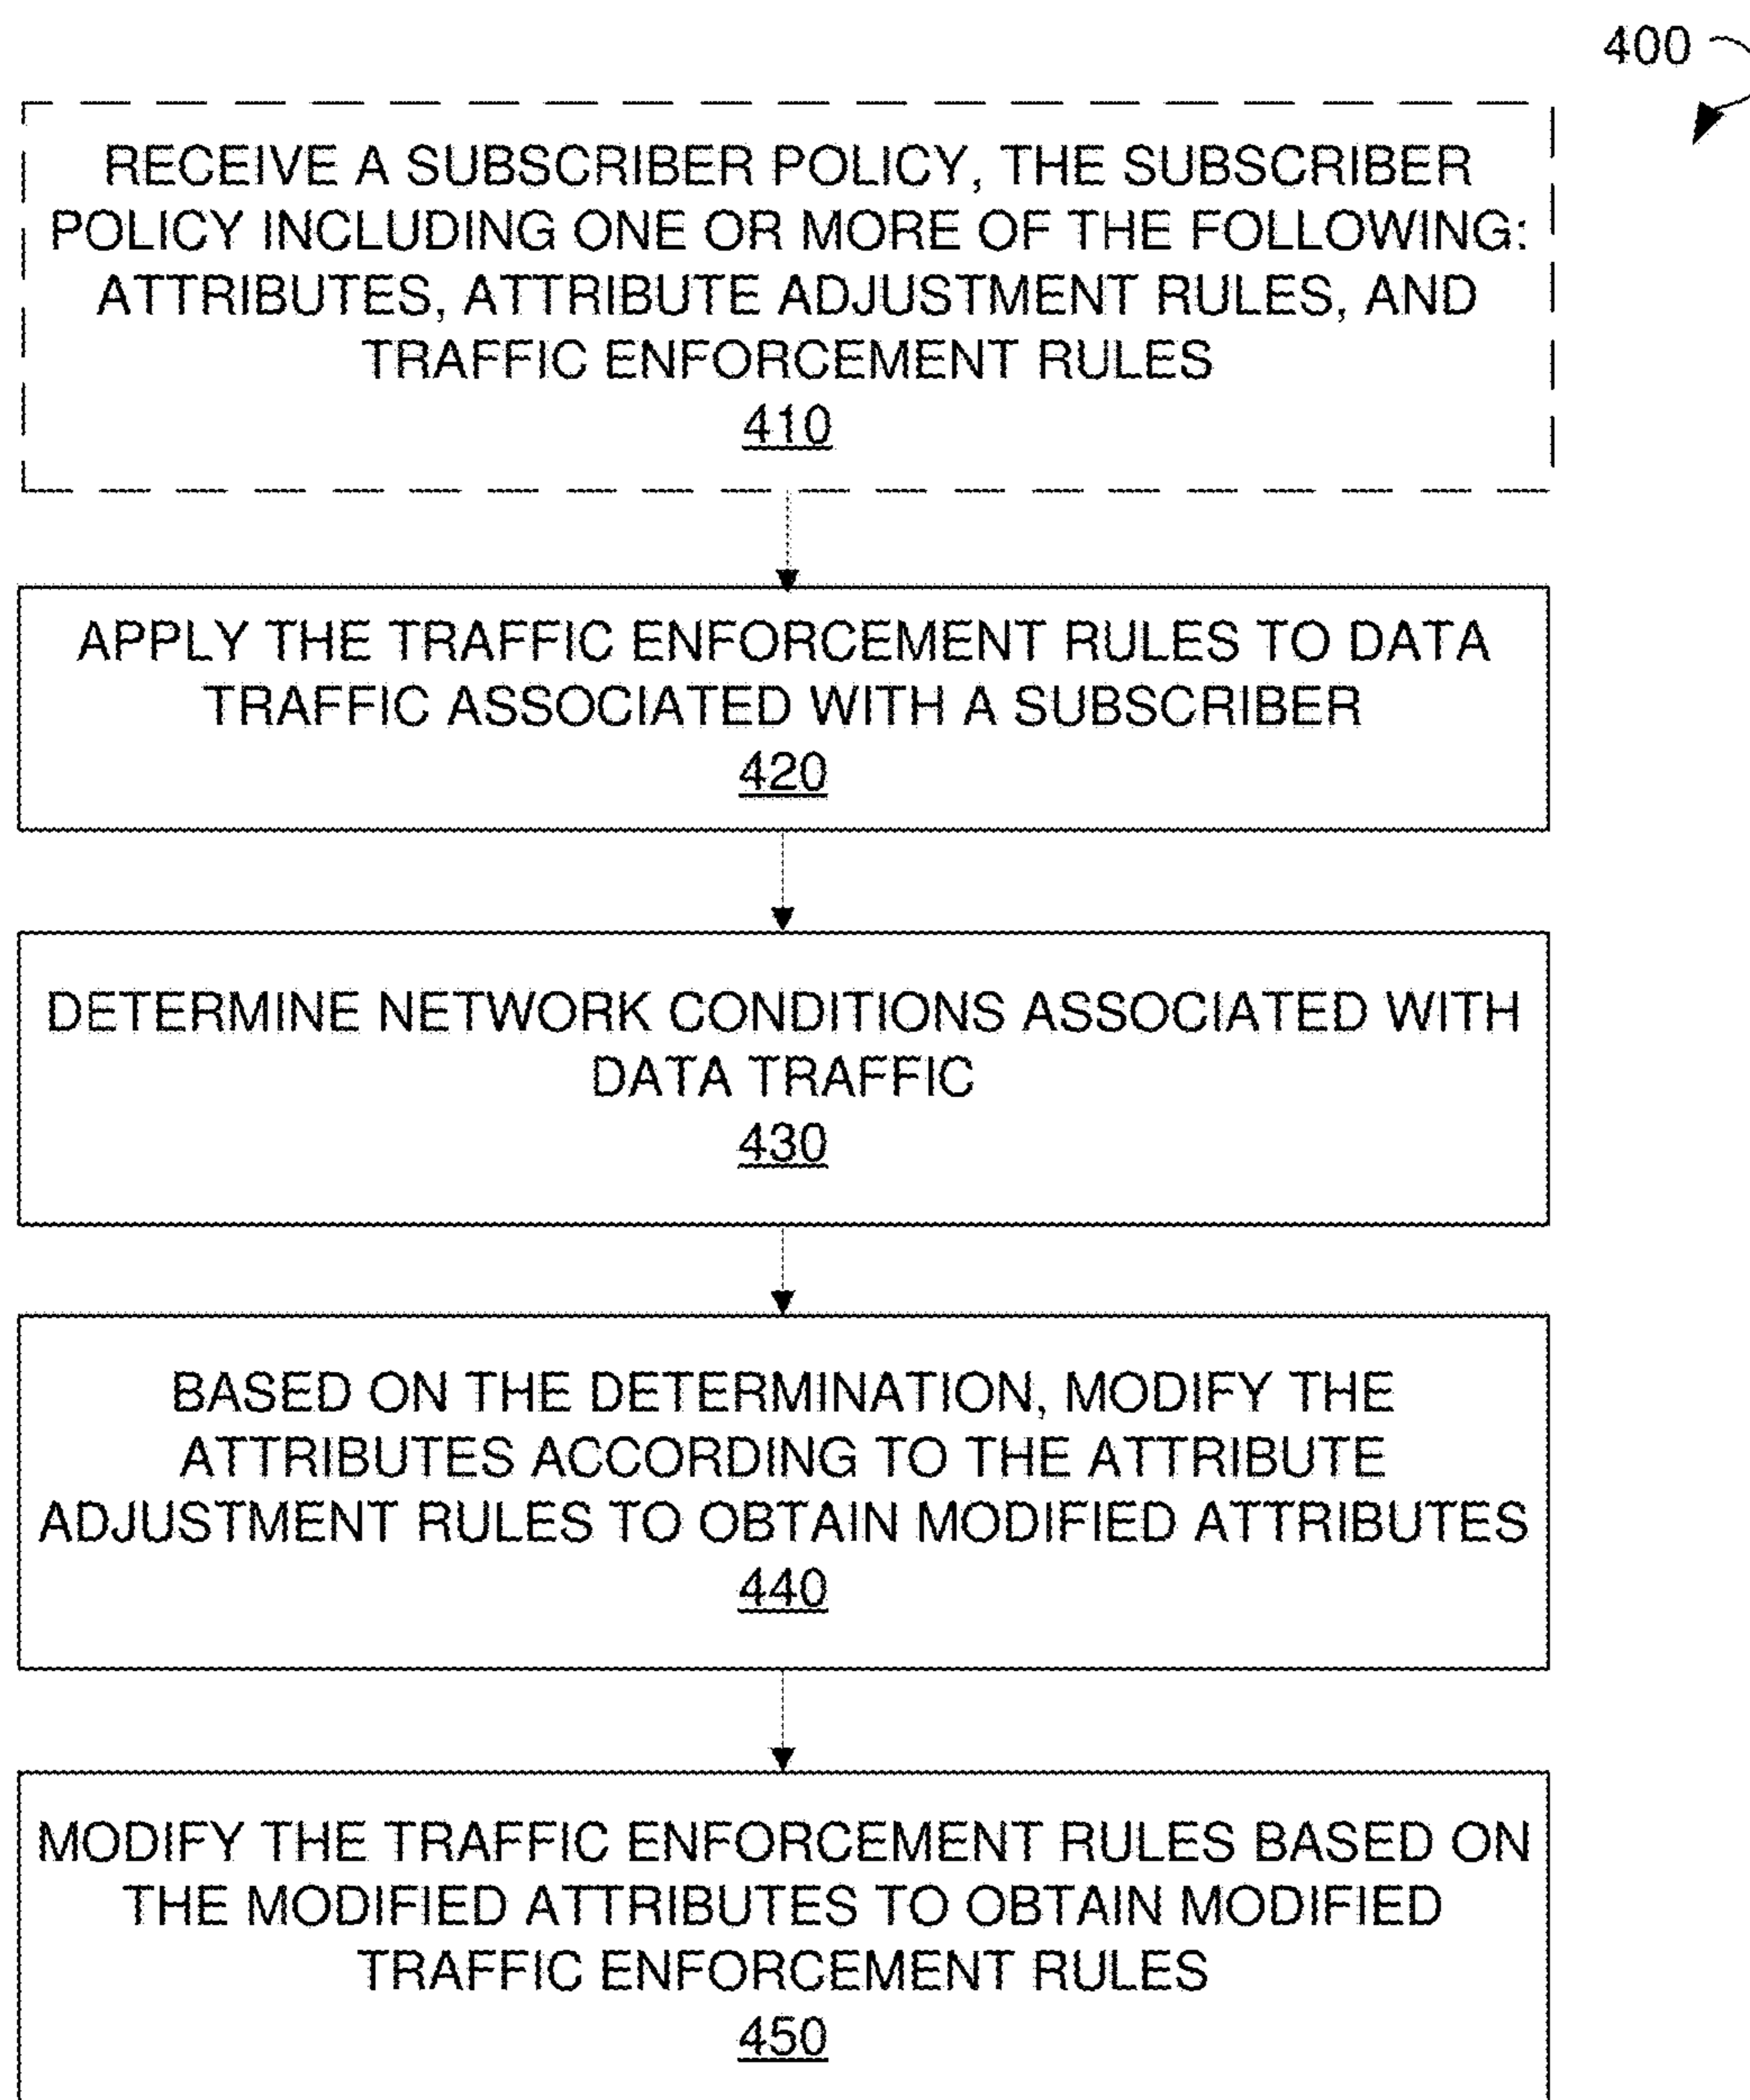 400
RECEIVE A SUBSCRIBER POLICY, THE SUBSCRIBER
POLICY INCLUDING ONE OR MORE OF THE FOLLOWING:
ATTRIBUTES, ATTRIBUTE ADJUSTMENT RULES, AND
TRAFFIC ENFORCEMENT RULES
410
APPLY THE TRAFFIC ENFORCEMENT RULES TO DATA
TRAFFIC ASSOCIATED WITH A SUBSCRIBER
420
DETERMINE NETWORK CONDITIONS ASSOCIATED WITH
DATA TRAFFIC
430
BASED ON THE DETERMINATION, MODIFY THE
ATTRIBUTES ACCORDING TO THE ATTRIBUTE
ADJUSTMENT RULES TO OBTAIN MODIFIED ATTRIBUTES
440
MODIFY THE TRAFFIC ENFORCEMENT RULES BASED ON
THE MODIFIED ATTRIBUTES TO OBTAIN MODIFIED
TRAFFIC ENFORCEMENT RULES
450